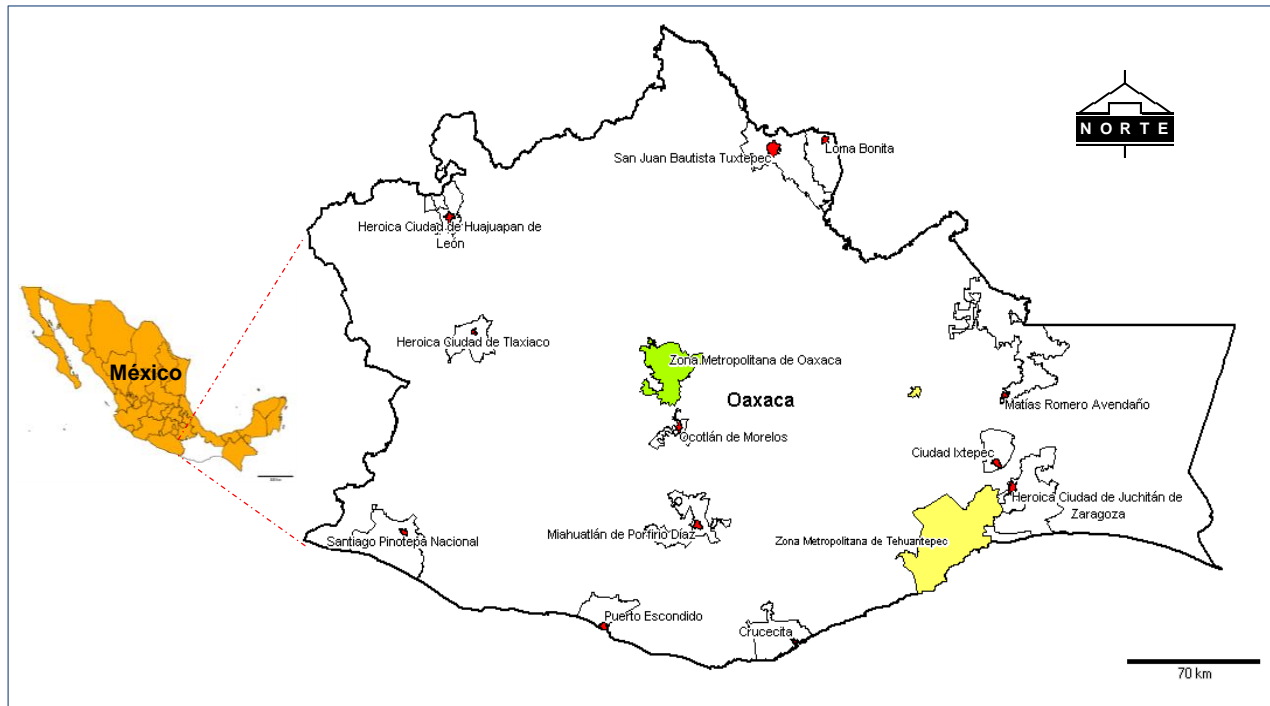 NORTE
Loma Bonita
San Juan Bautista Tuxtepec
Heroica Ciudad de Huajuapan de
León
Heroica Ciudad de Tlaxiaco
Zona Metropolitana de Oaxaca
México
Oaxaca
Matías Romero Avendaño
Ocotlán de Morelos
Ciudad Ixtepec
Heroica Ciudad de Juchitán de
Zaragoza
Miahuatlán de Porfirio Díaz
Santiago Pinotepa Nacional
Zona Metropolitana de Tehuantepec
Puerto Escondido
Crucecita
70 km